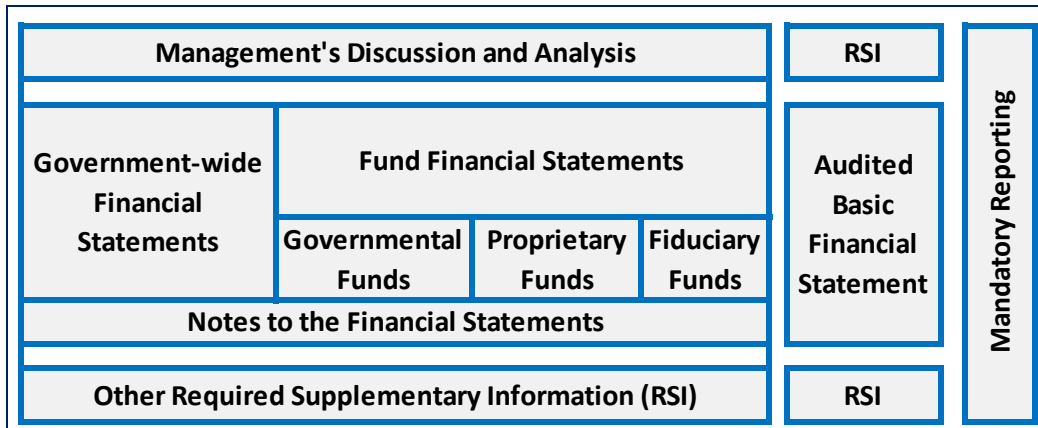 Management's Discussion and Analysis
RSI
Government-wide
Financial
Statements
Fund Financial Statements
Governmental
Funds
Proprietary
Funds
Fiduciary
Funds
Notes to the Financial Statements
Audited
Basic
Financial
Statement
Other Required Supplementary Information (RSI)
RSI
Mandatory Reporting